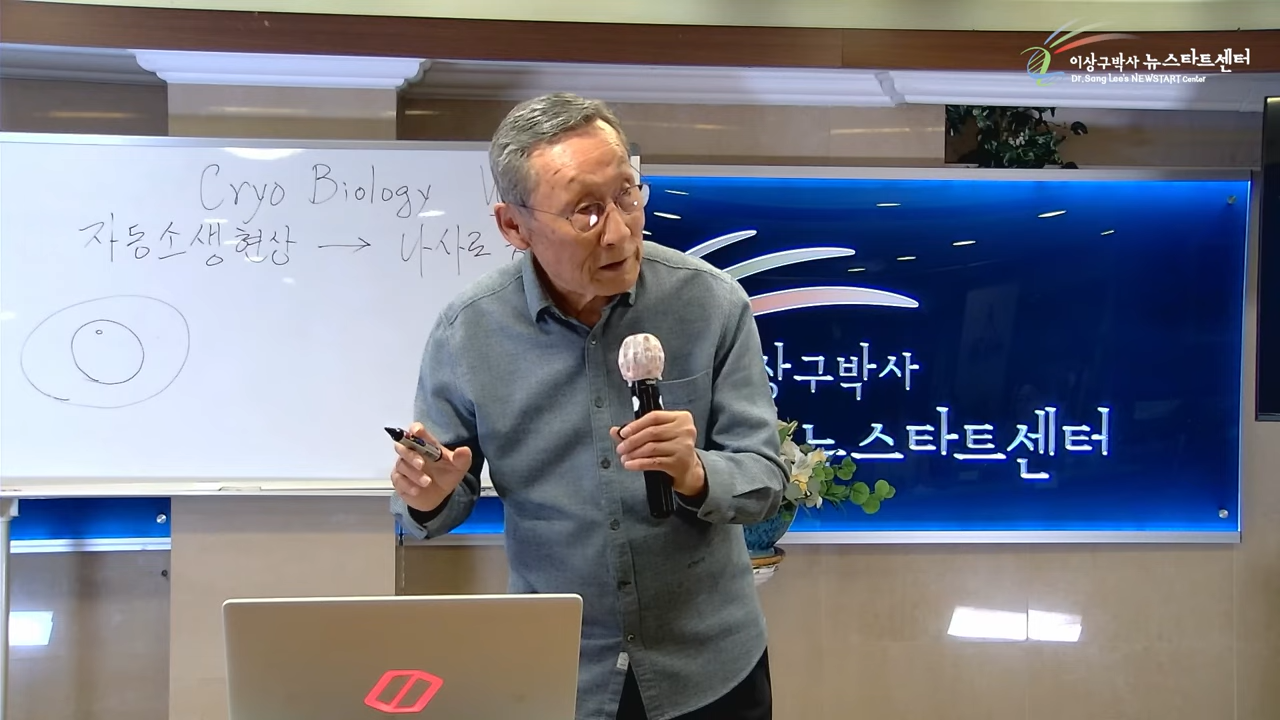 이상구박사 뉴스타트센터
Dr. Sang Lee's NEWSTART Center
Cryo Biology
자동소생현상 → 나사로
상구박사
뉴스타트센터